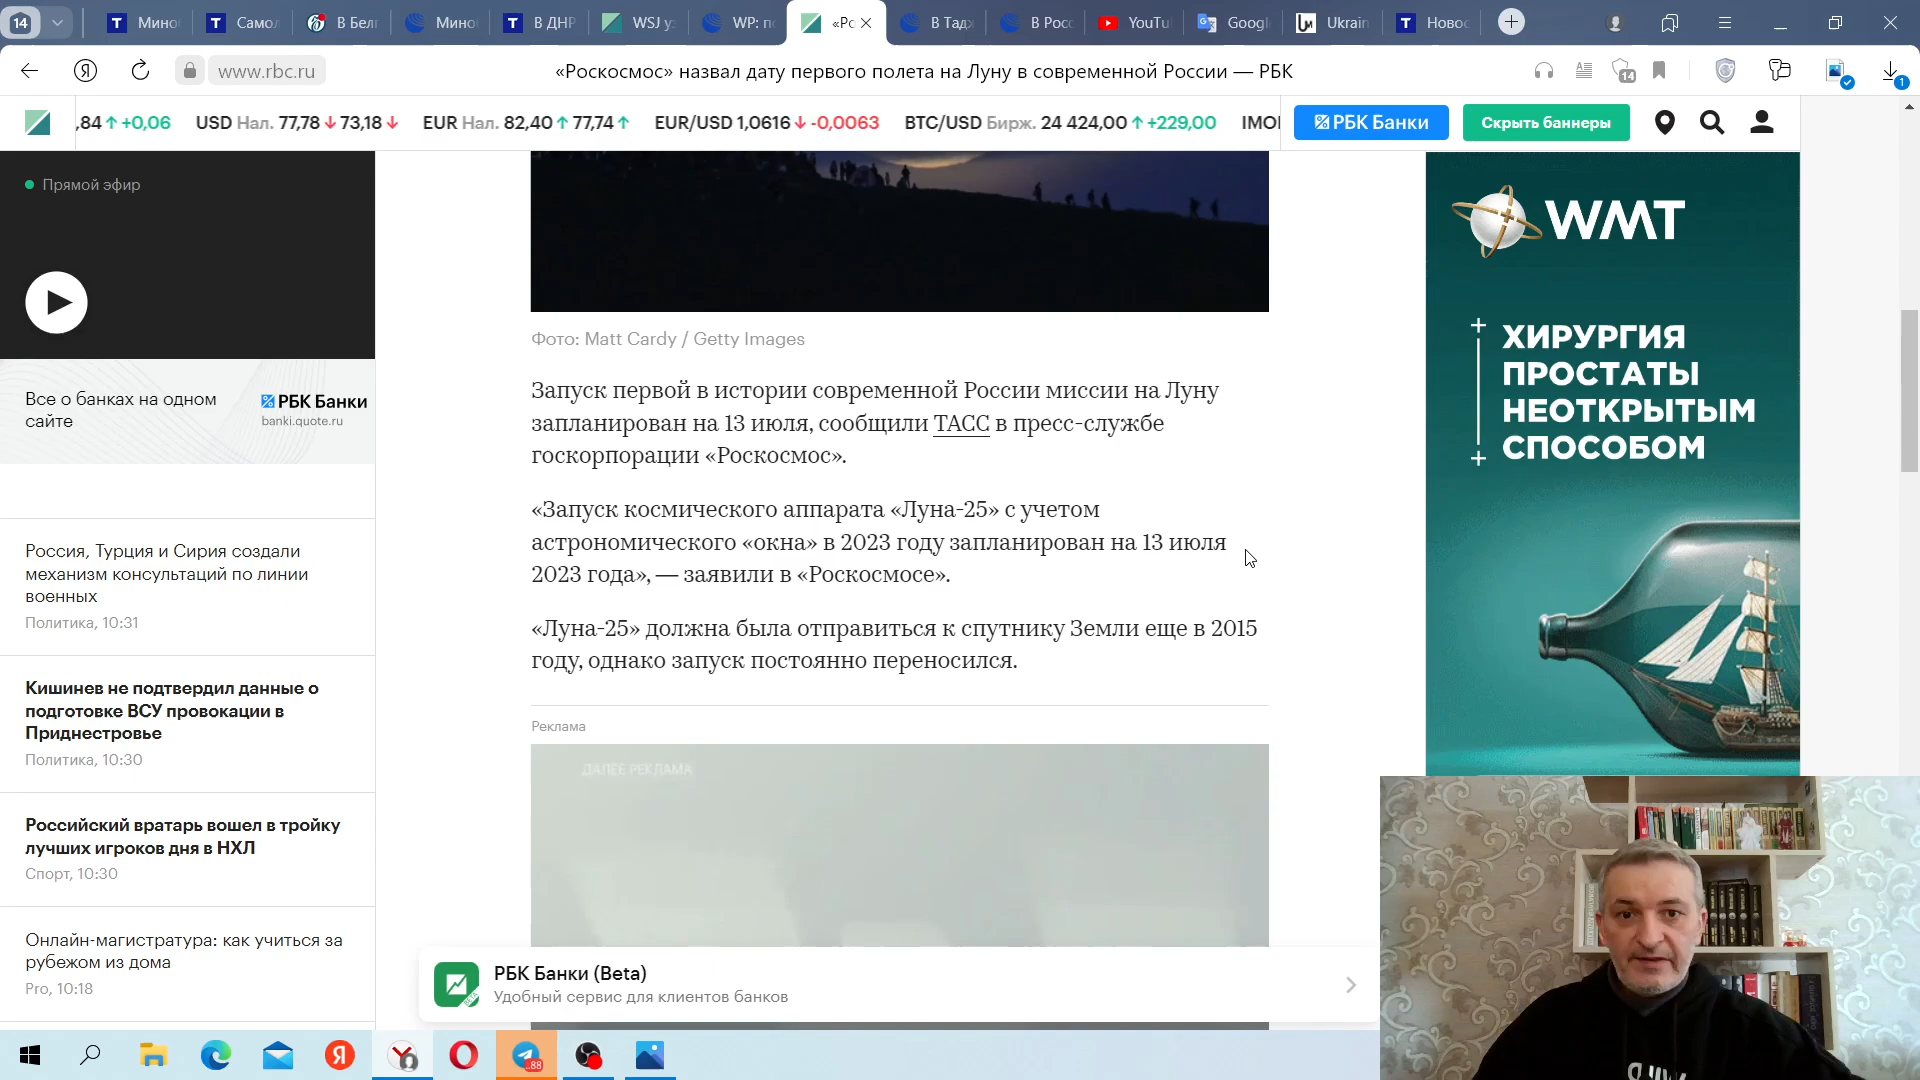 14
Мино
Само
В Бел
Мино
В ДНР
WSJ у
WP: п
«Рс
В Тад
В Росс
YouTu
Googl
Ukrain
Новос
www.rbc.ru
«Роскосмос» назвал дату первого полета на Луну в современной России — РБК
14
1
,84 +0,06 USD Нал. 77,78 73,18 EUR Нал. 82,40 77,74 EUR/USD 1,0616 -0,0063 BTC/USD Бирж. 24 424,00 +229,00 IMO
РБК Банки
Скрыть баннеры
Прямой эфир
Все о банках на одном
сайте
РБК Банки
banki.quote.ru
Россия, Турция и Сирия создали
механизм консультаций по линии
военных
Политика, 10:31
Кишинев не подтвердил данные о
подготовке ВСУ провокации в
Приднестровье
Политика, 10:30
Российский вратарь вошел в тройку
лучших игроков дня в НХЛ
Спорт, 10:30
Онлайн-магистратура: как учиться за
рубежом из дома
Pro, 10:18
Фото: Matt Cardy / Getty Images
Запуск первой в истории современной России миссии на Луну
запланирован на 13 июля, сообщили ТАСС в пресс-службе
госкорпорации «Роскосмос».
«Запуск космического аппарата «Луна-25» с учетом
астрономического «окна» в 2023 году запланирован на 13 июля
2023 года», — заявили в «Роскосмосе».
«Луна-25» должна была отправиться к спутнику Земли еще в 2015
году, однако запуск постоянно переносился.
Реклама
ДАЛЕЕ РЕКЛАМА
РБК Банки (Beta)
Удобный сервис для клиентов банков
WMT
ХИРУРГИЯ
ПРОСТАТЫ
НЕОТКРЫТЫМ
СПОСОБОМ